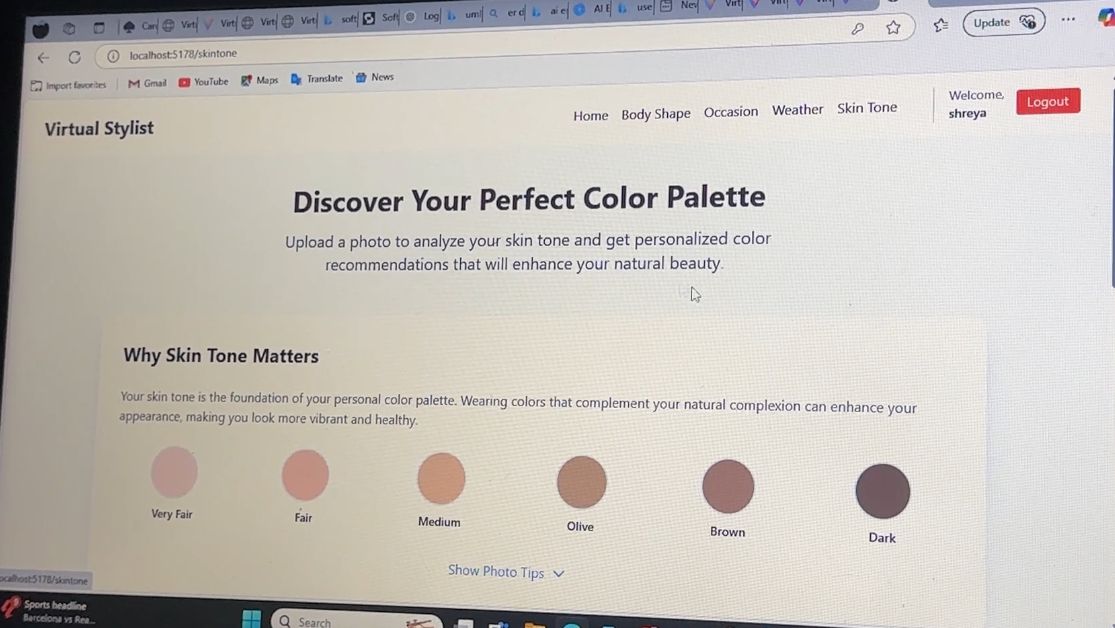 Car
Virt
Virt
Virt
Virt
soft
Soft
Log
uml
er d
ai e
AI E
use
Nev
Virt
localhost:5178/skintone
Update
Import favorites
Gmail
YouTube
Maps
Translate
News
Virtual Stylist
Home
Body Shape
Occasion
Weather
Skin Tone
Welcome,
shreya
Logout
Discover Your Perfect Color Palette
Upload a photo to analyze your skin tone and get personalized color
recommendations that will enhance your natural beauty.
Why Skin Tone Matters
Your skin tone is the foundation of your personal color palette. Wearing colors that complement your natural complexion can enhance your
appearance, making you look more vibrant and healthy.
Very Fair
Fair
Medium
Olive
Brown
Dark
Show Photo Tips
ocalhost:5178/skintone
Sports headline
Barcelona vs Rea...
Search